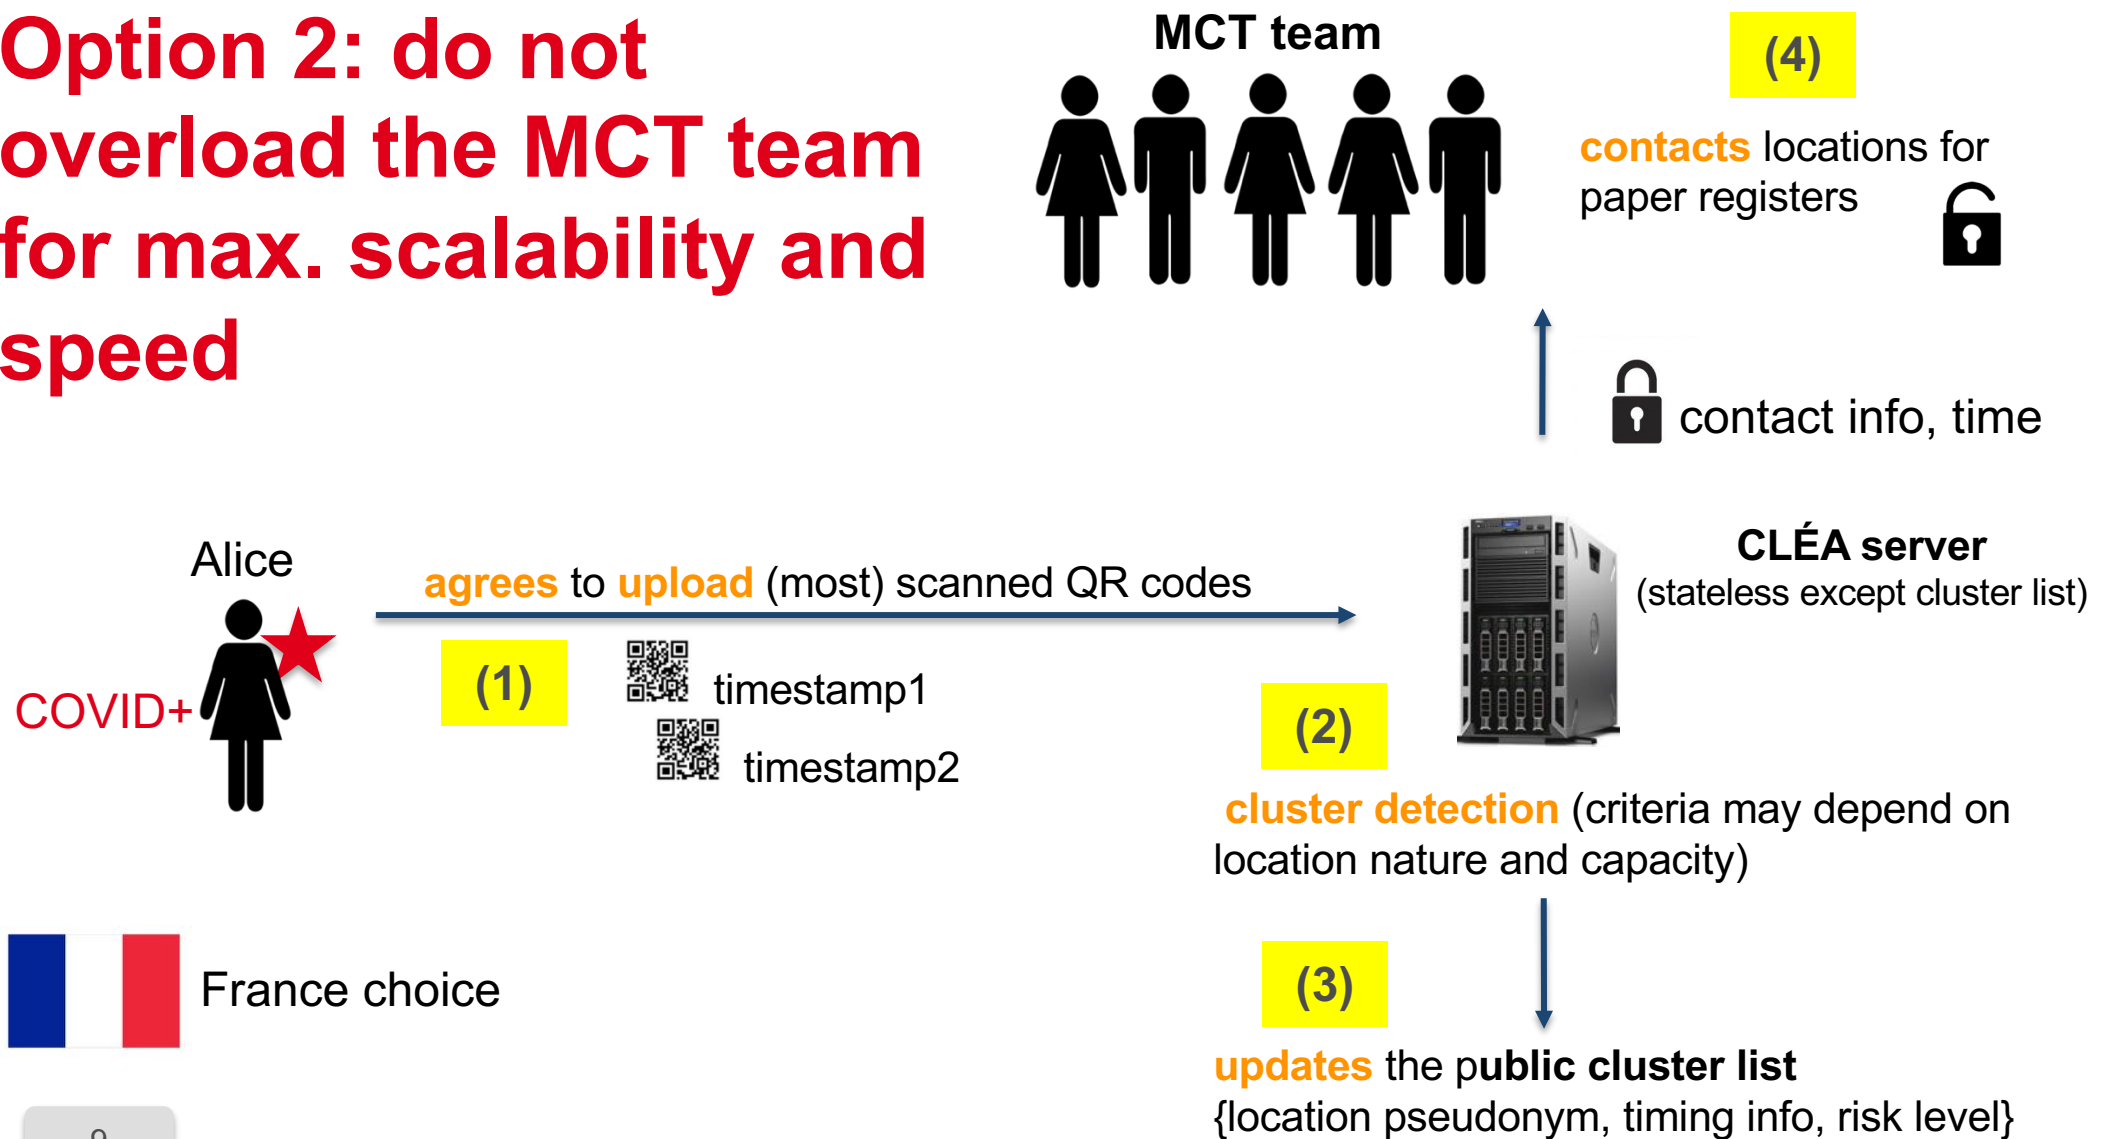 Option 2: do not
overload the MCT team
for max. scalability and
speed
MCT team
(4)
contacts locations for
paper registers
contact info, time
CLÉA server
(stateless except cluster list)
Alice
COVID+
agrees to upload (most) scanned QR codes
(1)
timestamp1
timestamp2
(2)
cluster detection (criteria may depend on
location nature and capacity)
(3)
updates the public cluster list
{location pseudonym, timing info, risk level}
France choice